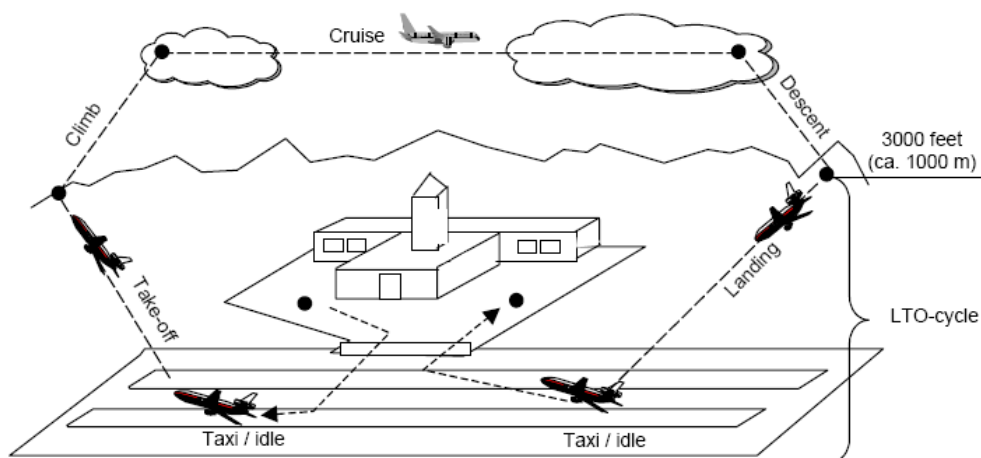 Cruise
Climb
Descent
3000 feet
(ca. 1000 m)
Take-off
Landing
LTO-cycle
Taxi / idle
Taxi / idle